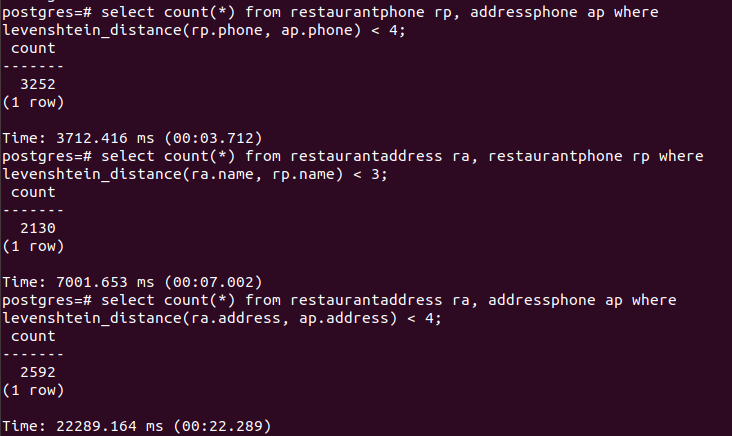 postgres=# select count(*) from restaurantphone rp, addressphone ap where
levenshtein_distance(rp.phone, ap.phone) < 4;
 count
-------
  3252
(1 row)

Time: 3712.416 ms (00:03.712)
postgres=# select count(*) from restaurantaddress ra, restaurantphone rp where
levenshtein_distance(ra.name, rp.name) < 3;
 count
-------
  2130
(1 row)

Time: 7001.653 ms (00:07.002)
postgres=# select count(*) from restaurantaddress ra, addressphone ap where
levenshtein_distance(ra.address, ap.address) < 4;
 count
-------
  2592
(1 row)

Time: 22289.164 ms (00:22.289)